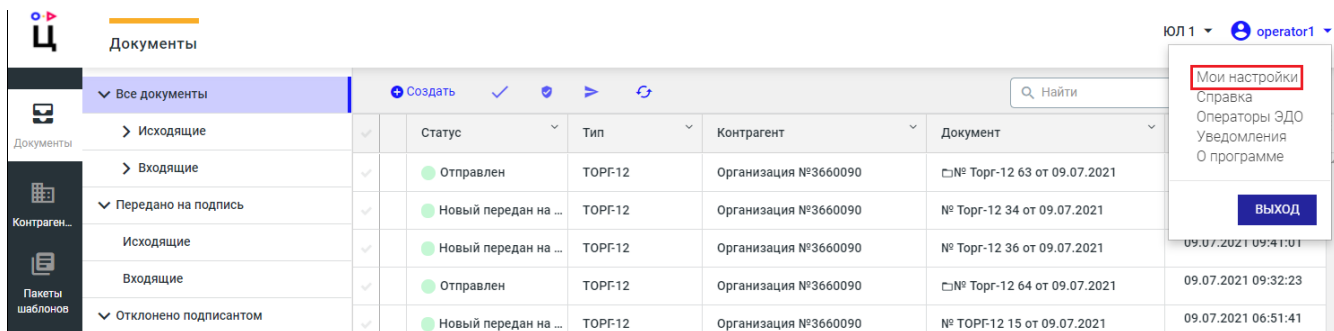 Ц
Документы
ЮЛ 1
operator1
Мои настройки
Справка
Операторы ЭДО
Уведомления
О программе
ВЫХОД
Документы
Контраген...
Пакеты
шаблонов
Все документы
Исходящие
Входящие
Передано на подпись
Исходящие
Входящие
Отклонено подписантом
Создать
Найти
Статус Тип Контрагент Документ
Отправлен ТОРГ-12 Организация №3660090 № Торг-12 63 от 09.07.2021
Новый передан на ... ТОРГ-12 Организация №3660090 № Торг-12 34 от 09.07.2021
Новый передан на ... ТОРГ-12 Организация №3660090 № Торг-12 36 от 09.07.2021 09.07.2021 09:41:01
Отправлен ТОРГ-12 Организация №3660090 № Торг-12 64 от 09.07.2021 09.07.2021 09:32:23
Новый передан на ... ТОРГ-12 Организация №3660090 № ТОРГ-12 15 от 09.07.2021 09.07.2021 06:51:41